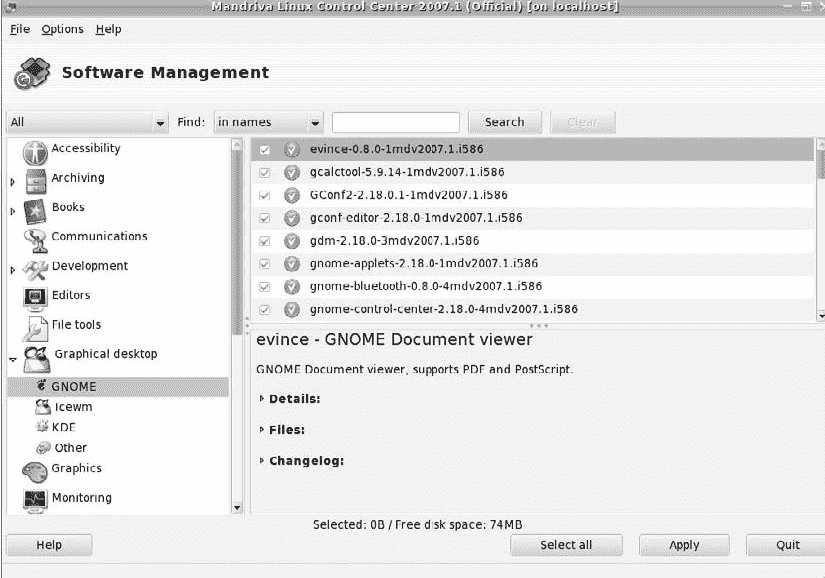 Mandriva Linux Control Center 2007.1 (Official) [on localhost]
File Options Help
Software Management
All Find: in names Search Clear
Accessibility
Archiving
Books
Communications
Development
Editors
File tools
Graphical desktop
GNOME
Icewm
KDE
Other
Graphics
Monitoring
evince-0.8.0-1mdv2007.1.i586
gcalctool-5.9.14-1mdv2007.1.i586
GConf2-2.18.0.1-1mdv2007.1.i586
gconf-editor-2.18.0-1mdv2007.1.i586
gdm-2.18.0-3mdv2007.1.i586
gnome-applets-2.18.0-1mdv2007.1.i586
gnome-bluetooth-0.8.0-4mdv2007.1.i586
gnome-control-center-2.18.0-4mdv2007.1.i586
evince - GNOME Document viewer
GNOME Document viewer, supports PDF and PostScript.
Details:
Files:
Changelog:
Selected: 0B / Free disk space: 74MB
Help Select all Apply Quit